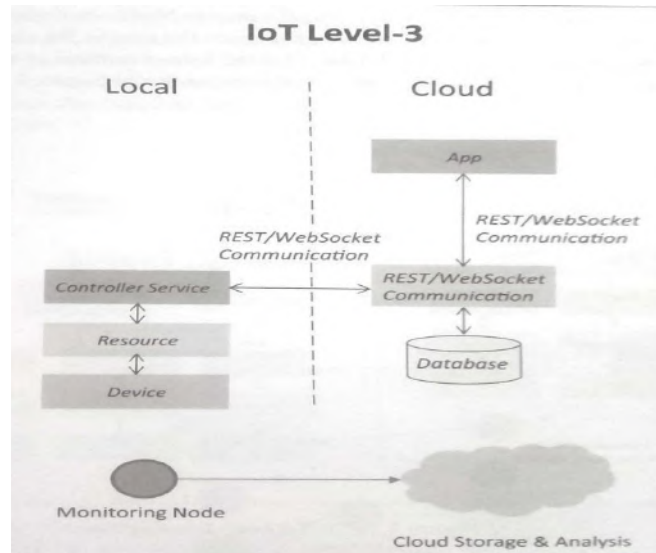 IoT Level-3
Local
Cloud
App
REST/WebSocket
Communication
REST/WebSocket
Communication
Controller Service
REST/WebSocket
Communication
Resource
Device
Database
Monitoring Node
Cloud Storage & Analysis